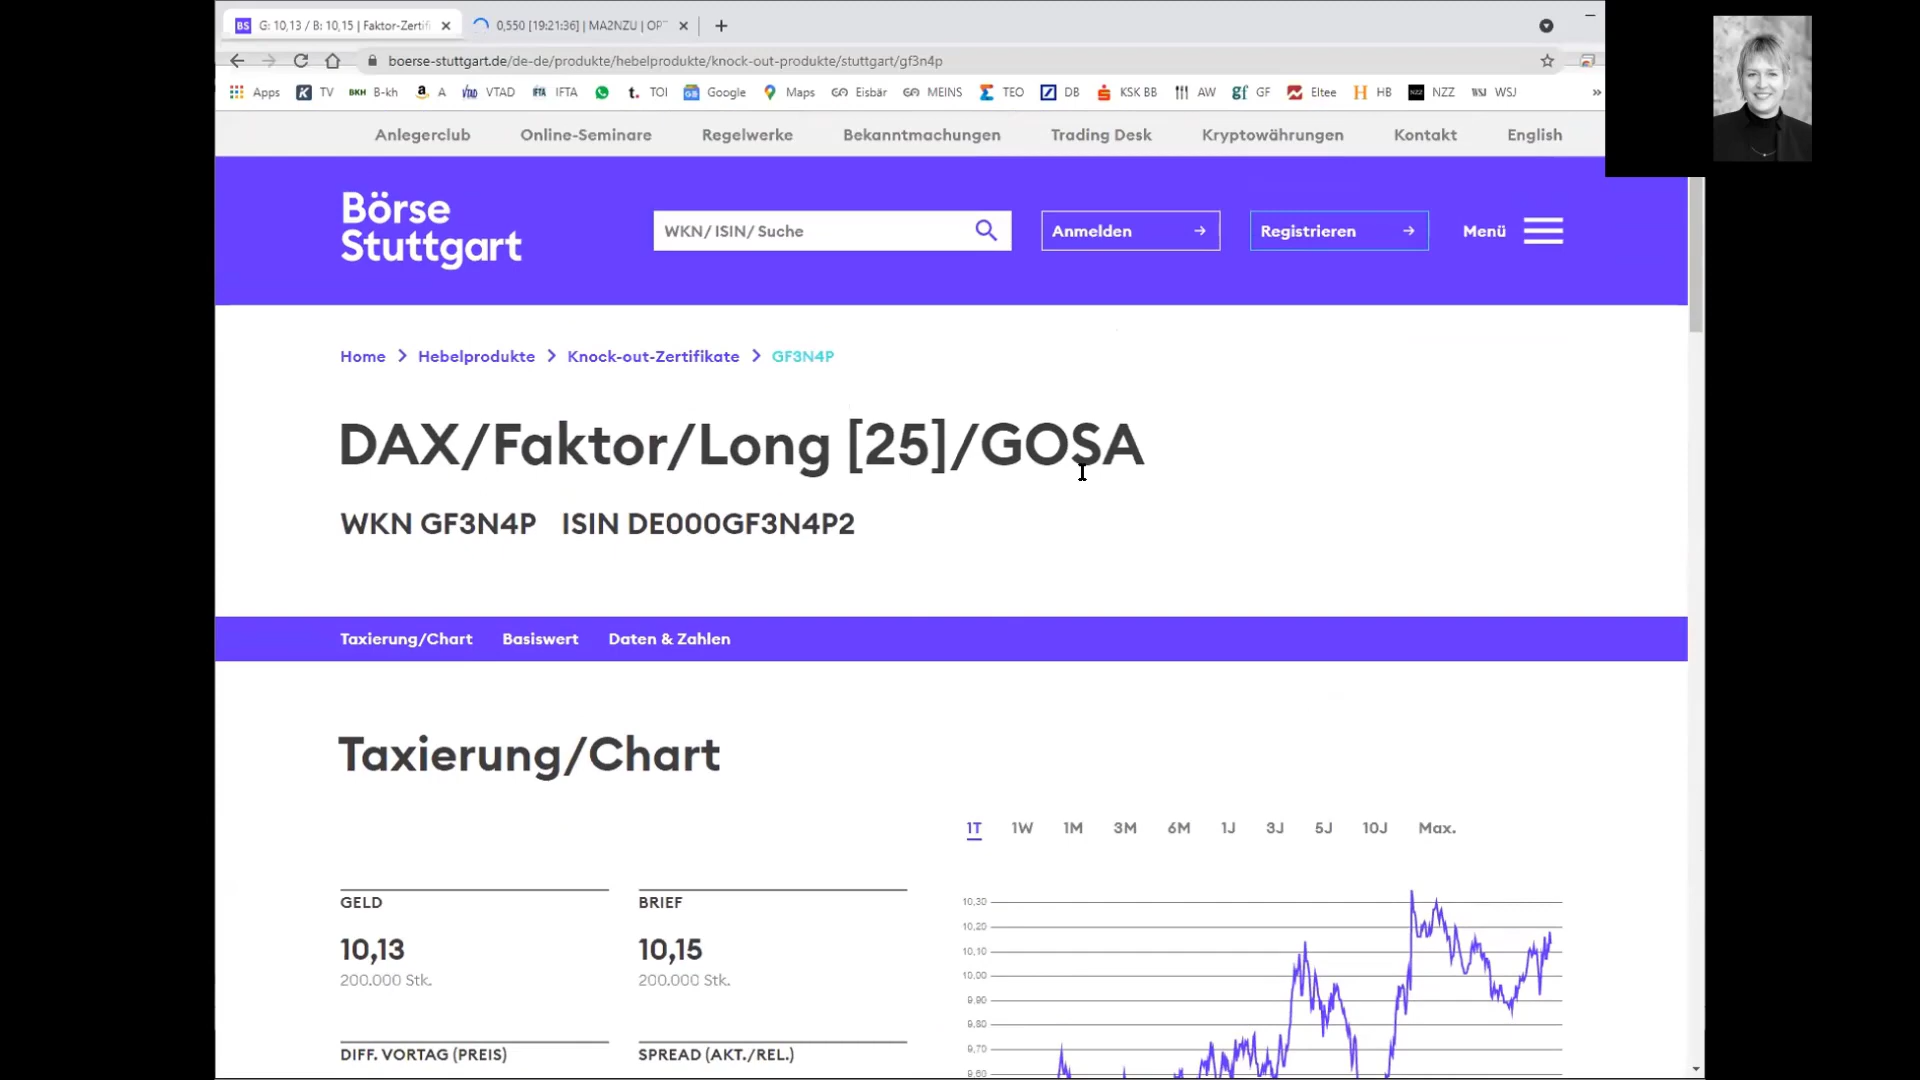 G: 10,13 / B: 10,15 | Faktor-Zertifi
0,550 [19:21:36] | MA2NZU | OPT
boerse-stuttgart.de/de-de/produkte/hebelprodukte/knock-out-produkte/stuttgart/gf3n4p
Apps TV B-kh A VTAD IFTA TOI Google Maps Eisbär MEINS TEO DB KSK BB AW GF Eltee HB NZZ WSJ »
Anlegerclub Online-Seminare Regelwerke Bekanntmachungen Trading Desk Kryptowährungen Kontakt English
Börse
Stuttgart
WKN/ ISIN/ Suche
Anmelden
Registrieren
Menü
Home > Hebelprodukte > Knock-out-Zertifikate > GF3N4P
DAX/Faktor/Long [25]/GOSA
WKN GF3N4P ISIN DE000GF3N4P2
Taxierung/Chart Basiswert Daten & Zahlen
Taxierung/Chart
1T 1W 1M 3M 6M 1J 3J 5J 10J Max.
GELD
10,13
200.000 Stk.
BRIEF
10,15
200.000 Stk.
DIFF. VORTAG (PREIS)
SPREAD (AKT./REL.)
10,30
10,20
10,10
10,00
9,90
9,80
9,70
9,60